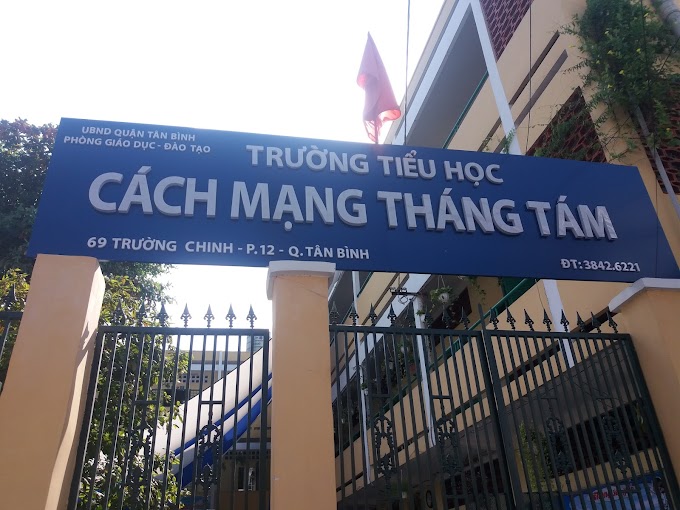 UBND QUẬN TÂN BÌNH
PHÒNG GIÁO DỤC - ĐÀO TẠO
TRƯỜNG TIỂU HỌC
CÁCH MẠNG THÁNG TÁM
69 TRƯỜNG CHINH - P.12 - Q.TÂN BÌNH
ĐT: 3842.6221